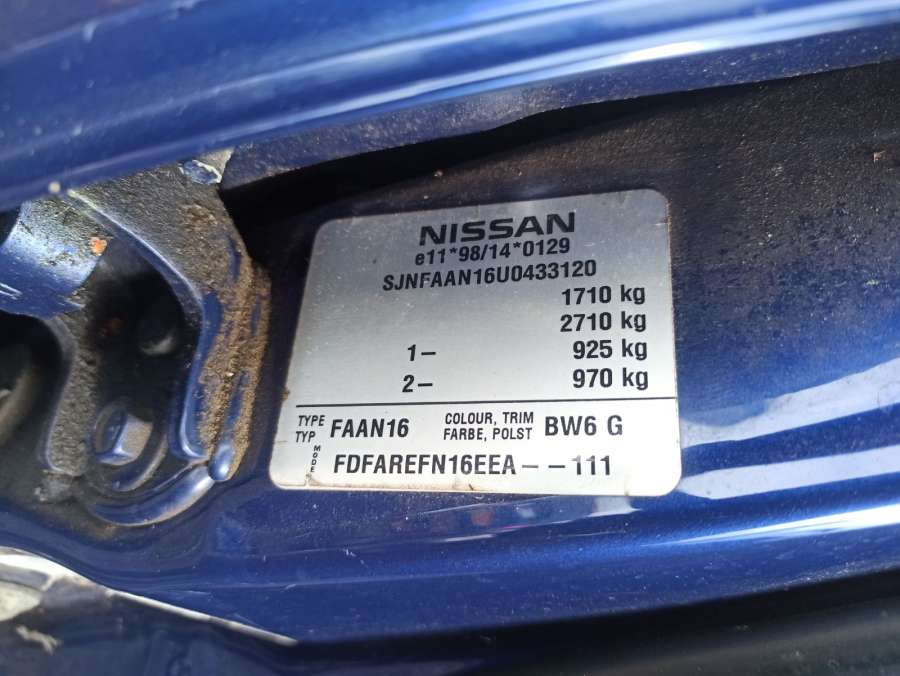 NISSAN
e11*98/14*0129
SJNFAAN16U0433120
1710 kg
2710 kg
1– 925 kg
2– 970 kg
TYPE
TYP FAAN16 COLOUR, TRIM
FARBE, POLST BW6 G
MODE FDFAREFN16EEA– –111